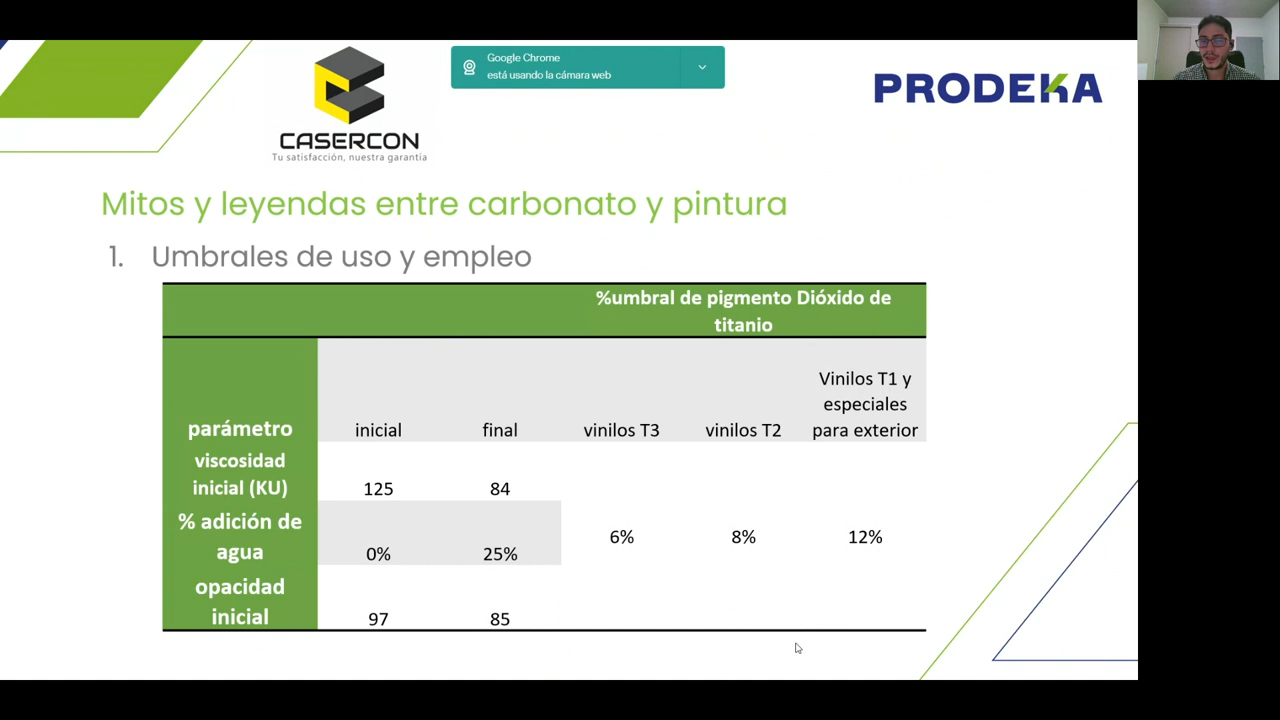 Google Chrome
está usando la cámara web
CASERCON
Tu satisfacción, nuestra garantía
PRODEKA
Mitos y leyendas entre carbonato y pintura
1. Umbrales de uso y empleo
%umbral de pigmento Dióxido de
titanio
parámetro
inicial
final
vinilos T3
vinilos T2
Vinilos T1 y
especiales
para exterior
viscosidad
inicial (KU)
125
84
% adición de
agua
0%
25%
6%
8%
12%
opacidad
inicial
97
85